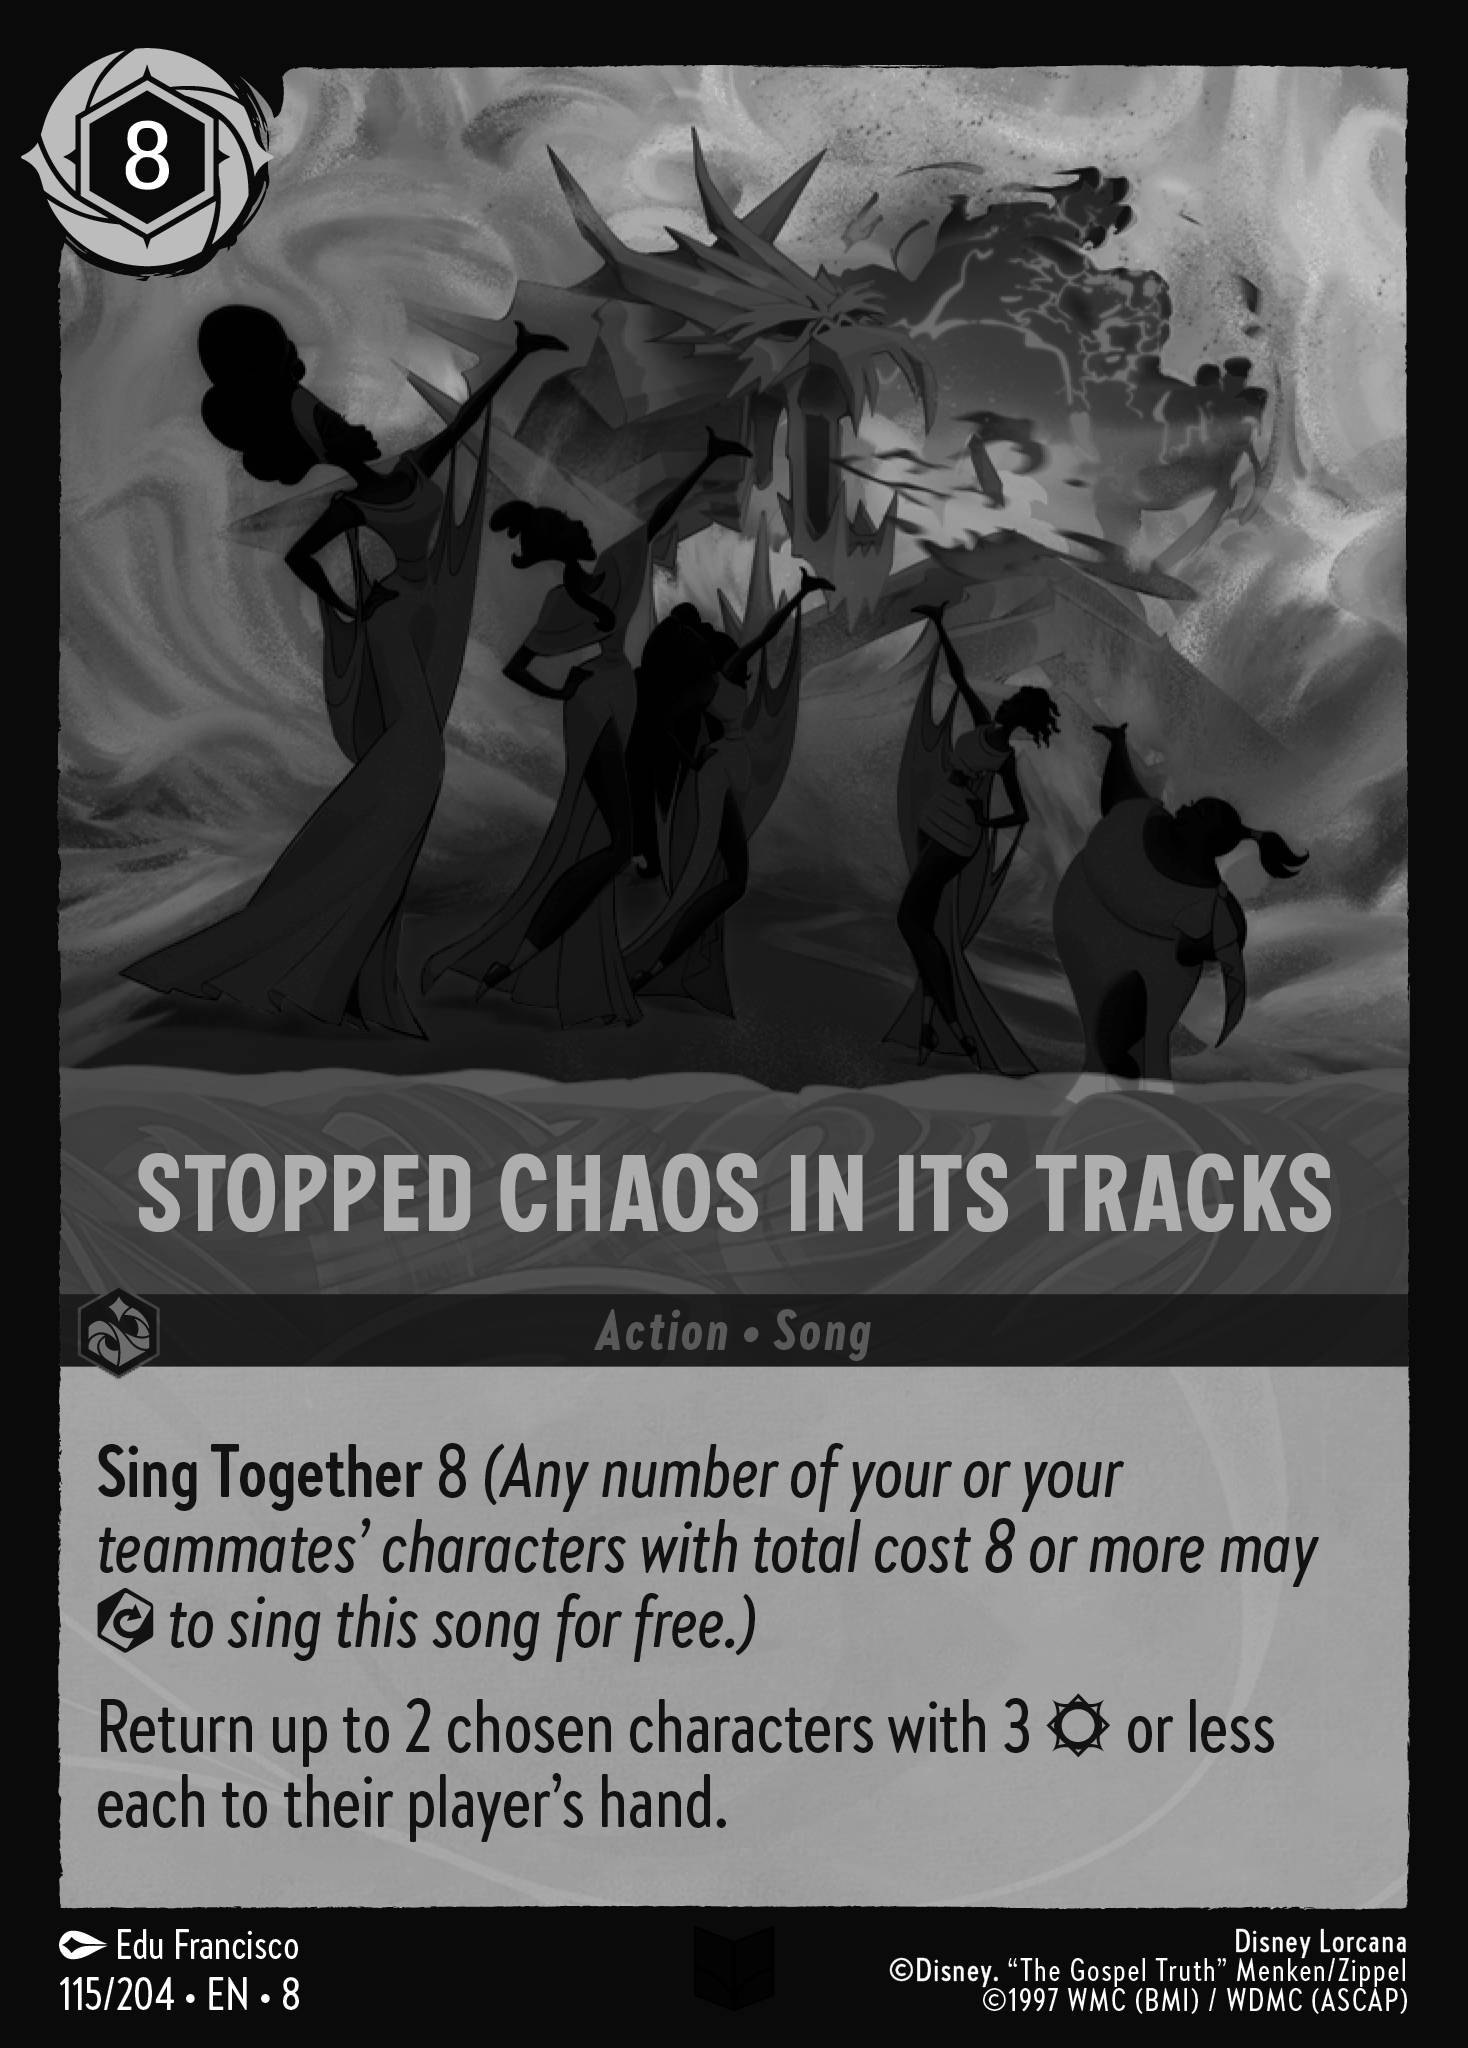 8
STOPPED CHAOS IN ITS TRACKS
Action • Song
Sing Together 8 (Any number of your or your
teammates’ characters with total cost 8 or more may
to sing this song for free.)
Return up to 2 chosen characters with 3 or less
each to their player’s hand.
Edu Francisco
115/204 • EN • 8
Disney Lorcana
©Disney. “The Gospel Truth” Menken/Zippel
©1997 WMC (BMI) / WDMC (ASCAP)